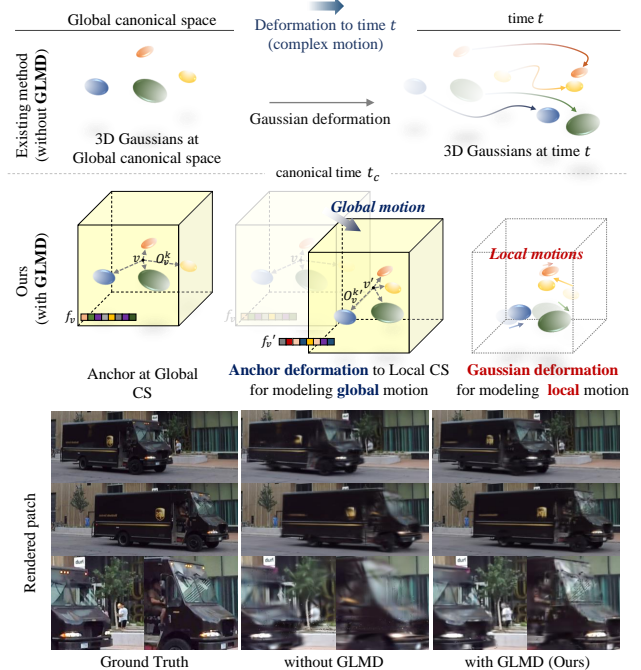 Global canonical space
Deformation to time t
(complex motion)
time t
Existing method
(without GLMD)
3D Gaussians at
Global canonical space
Gaussian deformation
3D Gaussians at time t
canonical time t_c
Ours
(with GLMD)
v
O_v^k
f_v
Anchor at Global
CS
Global motion
v′
O_v^k′
f_v′
Anchor deformation to Local CS
for modeling global motion
Local motions
Gaussian deformation
for modeling local motion
Rendered patch
Ground Truth
without GLMD
with GLMD (Ours)